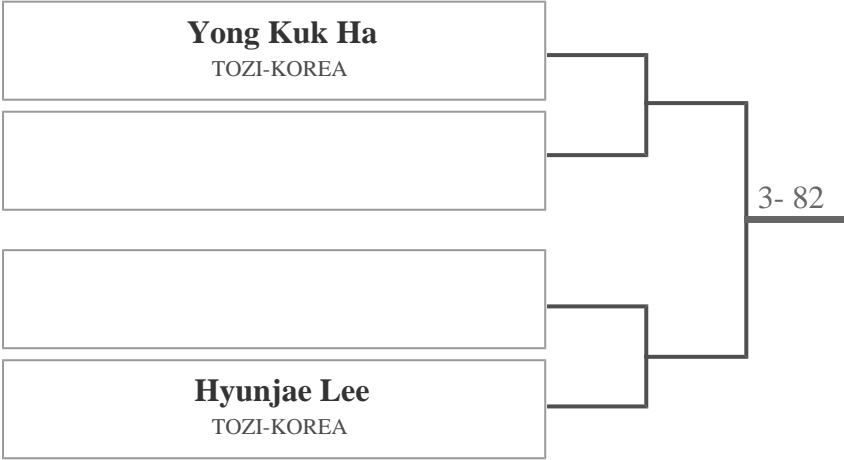 Yong Kuk Ha
TOZI-KOREA
3- 82
Hyunjae Lee
TOZI-KOREA